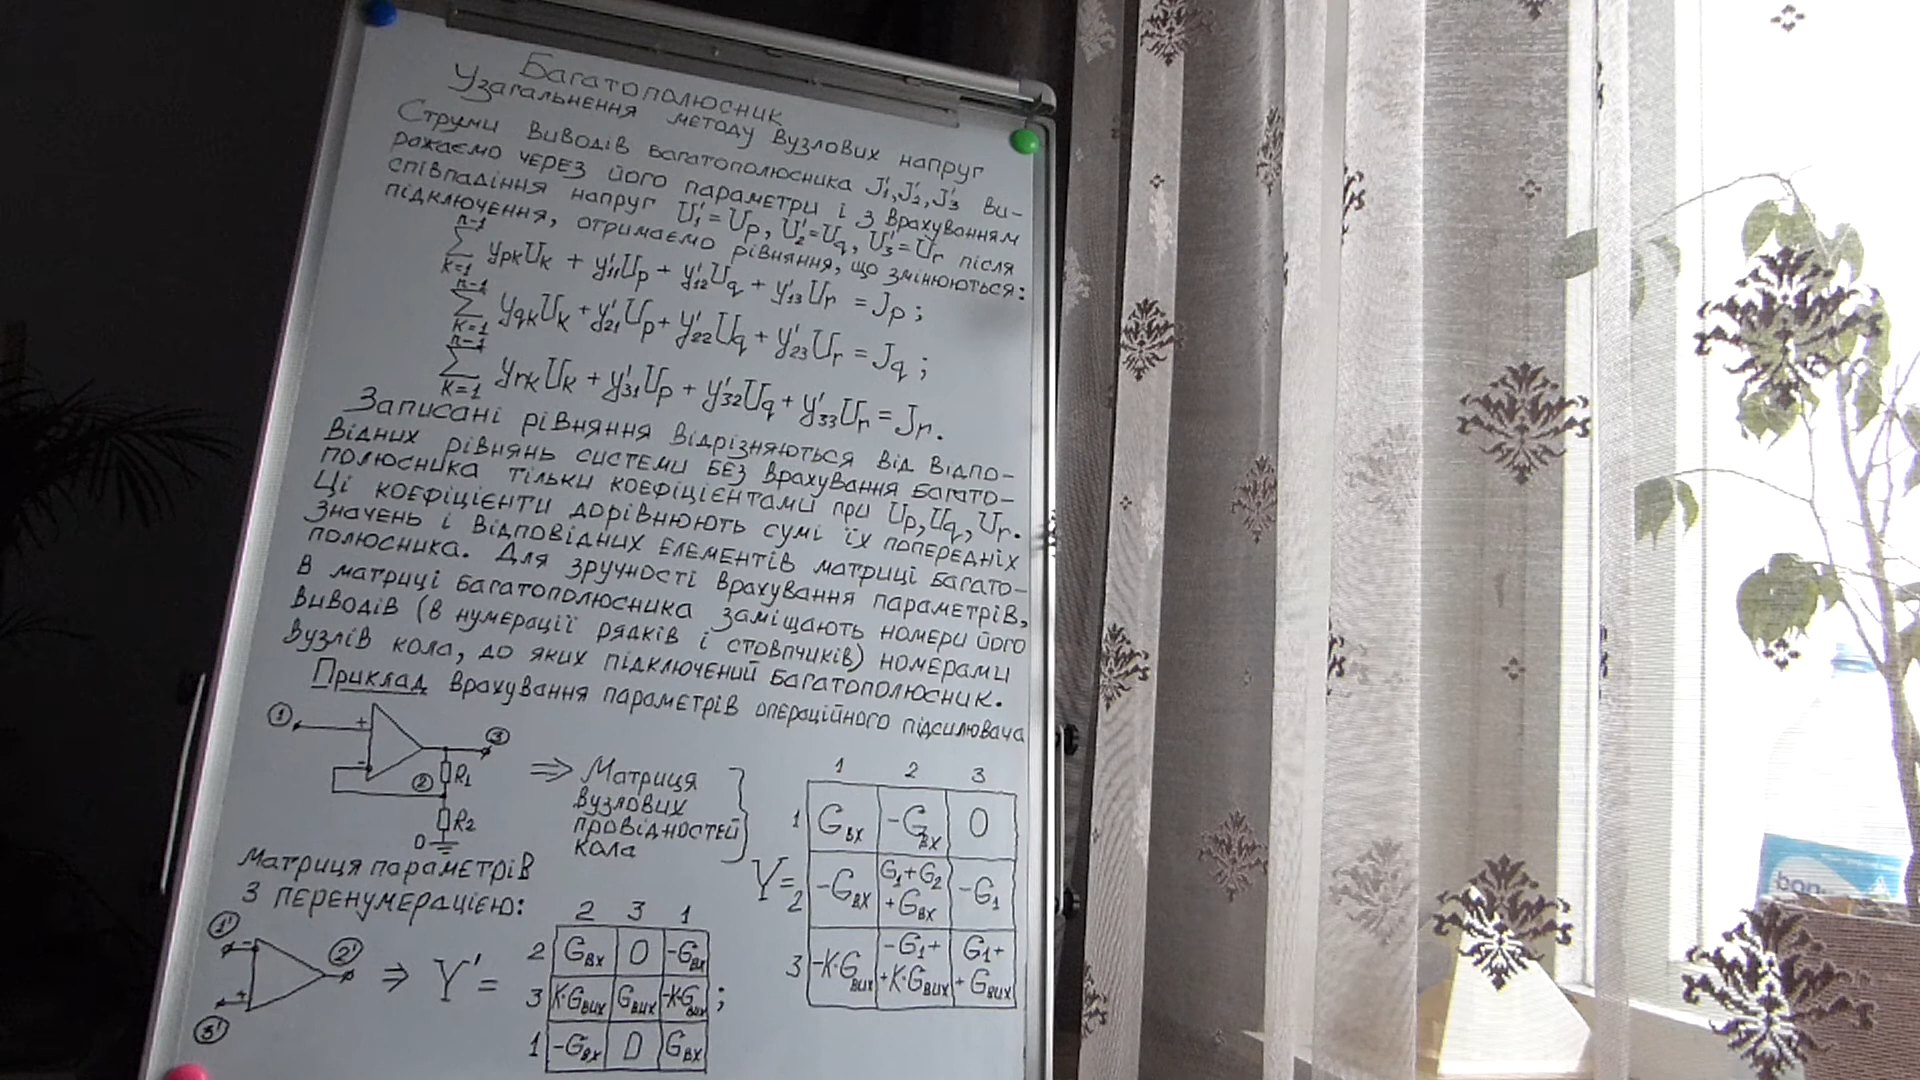 Багатополюсник
Узагальнення методу вузлових напруг
Струми виводів багатополюсника J'1, J'2, J'3 ви-
ражаємо через його параметри і з врахуванням
співпадіння напруг U'1 = Up, U'2 = Uq, U'3 = Ur після
підключення, отримаємо рівняння, що змінюються:
n-1
∑ ypkUk + y'11Up + y'12Uq + y'13Ur = Jp;
k=1
n-1
∑ yqkUk + y'21Up + y'22Uq + y'23Ur = Jq;
k=1
n-1
∑ yrkUk + y'31Up + y'32Uq + y'33Ur = Jr.
k=1
Записані рівняння відрізняються від відпо-
відних рівнянь системи без врахування багато-
полюсника тільки коефіцієнтами при Up, Uq, Ur.
Ці коефіцієнти дорівнюють сумі їх попередніх
значень і відповідних елементів матриці багато-
полюсника. Для зручності врахування параметрів,
в матриці багатополюсника заміщають номери його
виводів (в нумерації рядків і стовпчиків) номерами
вузлів кола, до яких підключений багатополюсник.
Приклад врахування параметрів операційного підсилювача
1 + - 3
2 R1
R2
0
⇒ Матриця
вузлових
провідностей
кола
Y =
1 2 3
1 Gвх -Gвх 0
2 -Gвх G1+G2+Gвх -G1
3 -K·Gвих -G1++K·Gвих G1++Gвих
Матриця параметрів
з перенумерацією:
1' - 2'
3' +
⇒ Y' =
2 3 1
2 Gвх 0 -Gвх
3 K·Gвих Gвих -K·Gвих ;
1 -Gвх 0 Gвх
bon